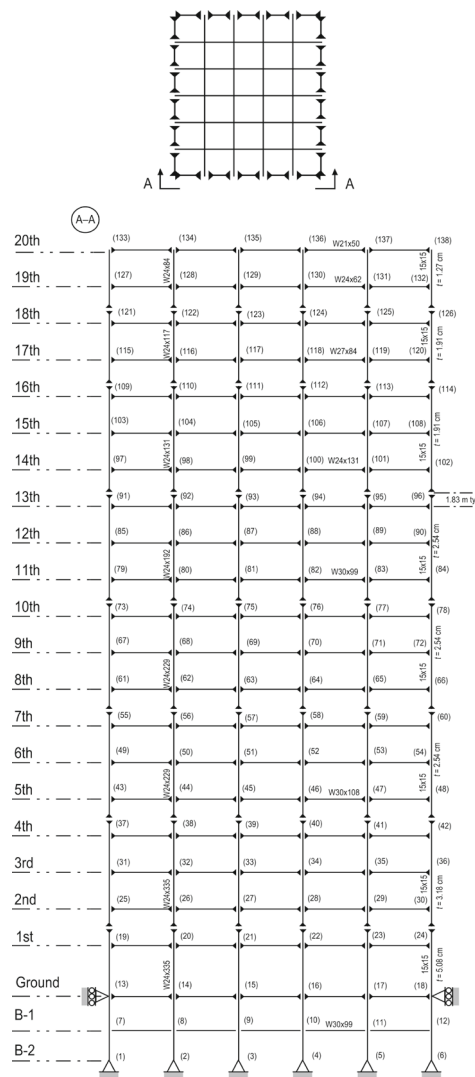 A A
A–A
20th (133) (134) (135) (136) W21x50 (137) (138)
W24x84 15x15 t = 1.27 cm
19th (127) (128) (129) (130) W24x62 (131) (132)
18th (121) (122) (123) (124) (125) (126)
W24x117 15x15 t = 1.91 cm
17th (115) (116) (117) (118) W27x84 (119) (120)
16th (109) (110) (111) (112) (113) (114)
15th (103) (104) (105) (106) (107) (108)
W24x131 15x15 t = 1.91 cm
14th (97) (98) (99) (100) W24x131 (101) (102)
13th (91) (92) (93) (94) (95) (96) 1.83 m ty
12th (85) (86) (87) (88) (89) (90)
W24x192 15x15 t = 2.54 cm
11th (79) (80) (81) (82) W30x99 (83) (84)
10th (73) (74) (75) (76) (77) (78)
9th (67) (68) (69) (70) (71) (72)
W24x229 15x15 t = 2.54 cm
8th (61) (62) (63) (64) (65) (66)
7th (55) (56) (57) (58) (59) (60)
6th (49) (50) (51) (52 (53) (54)
W24x229 15x15 t = 2.54 cm
5th (43) (44) (45) (46) W30x108 (47) (48)
4th (37) (38) (39) (40) (41) (42)
3rd (31) (32) (33) (34) (35) (36)
W24x335 15x15 t = 3.18 cm
2nd (25) (26) (27) (28) (29) (30)
1st (19) (20) (21) (22) (23) (24)
W24x335 15x15 t = 5.08 cm
Ground (13) (14) (15) (16) (17) (18)
B-1 (7) (8) (9) (10) W30x99 (11) (12)
B-2 (1) (2) (3) (4) (5) (6)